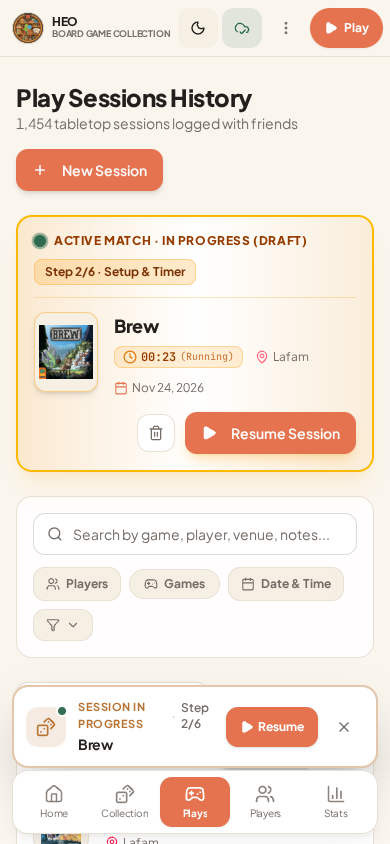 HEO
BOARD GAME COLLECTION
Play
Play Sessions History
1,454 tabletop sessions logged with friends
New Session
ACTIVE MATCH · IN PROGRESS (DRAFT)
Step 2/6 · Setup & Timer
BREW
Brew
00:23 (Running)
Lafam
Nov 24, 2026
Resume Session
Search by game, player, venue, notes...
Players
Games
Date & Time
SESSION IN PROGRESS
· Step 2/6
Brew
Resume
Home
Collection
Plays
Players
Stats
Lafam